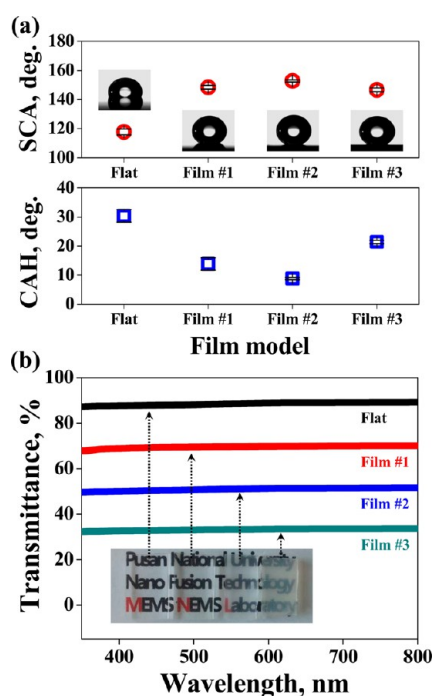 (a)
SCA, deg.
180
160
140
120
100
Flat
Film #1
Film #2
Film #3
CAH, deg.
40
30
20
10
0
Flat
Film #1
Film #2
Film #3
Film model
(b)
Transmittance, %
100
80
60
40
20
0
Flat
Film #1
Film #2
Film #3
Pusan National University
Nano Fusion Technology
MEMS NEMS Laboratory
400
500
600
700
800
Wavelength, nm